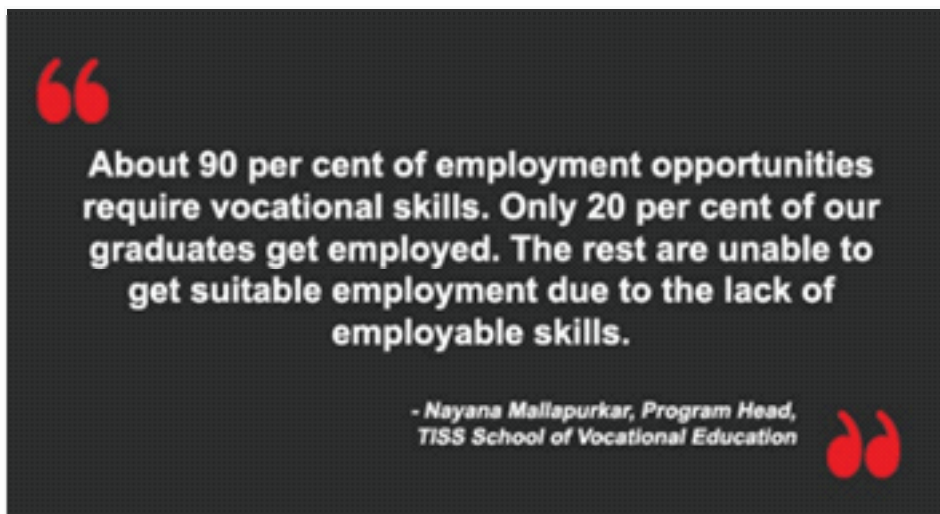 “
About 90 per cent of employment opportunities
require vocational skills. Only 20 per cent of our
graduates get employed. The rest are unable to
get suitable employment due to the lack of
employable skills.
- Nayana Mallapurkar, Program Head,
TISS School of Vocational Education
”